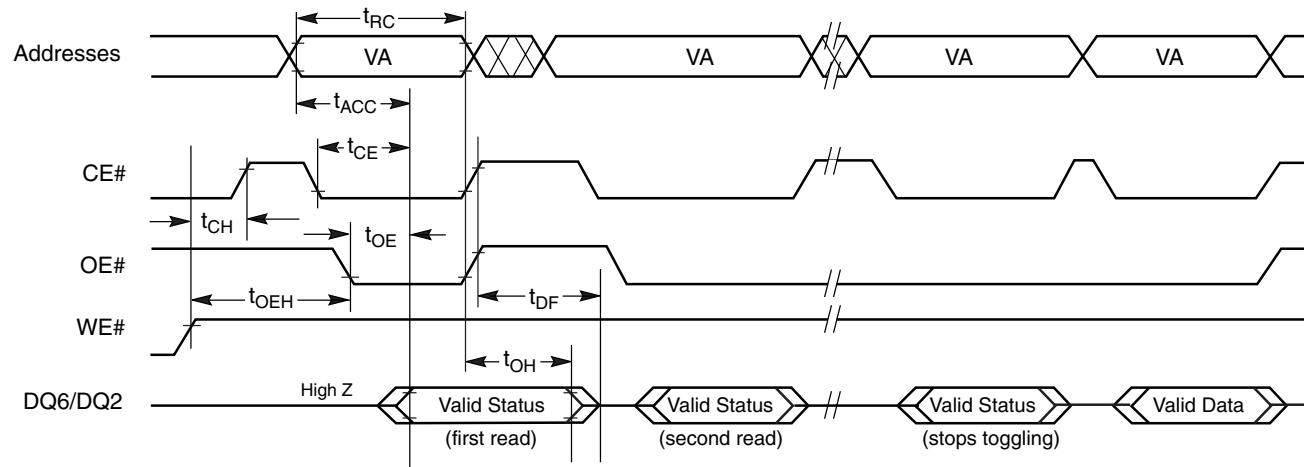 tRC
Addresses VA VA VA VA
tACC
tCE
CE#
tCH
tOE
OE#
tOEH tDF
WE#
tOH
High Z
DQ6/DQ2 Valid Status Valid Status Valid Status Valid Data
(first read) (second read) (stops toggling)